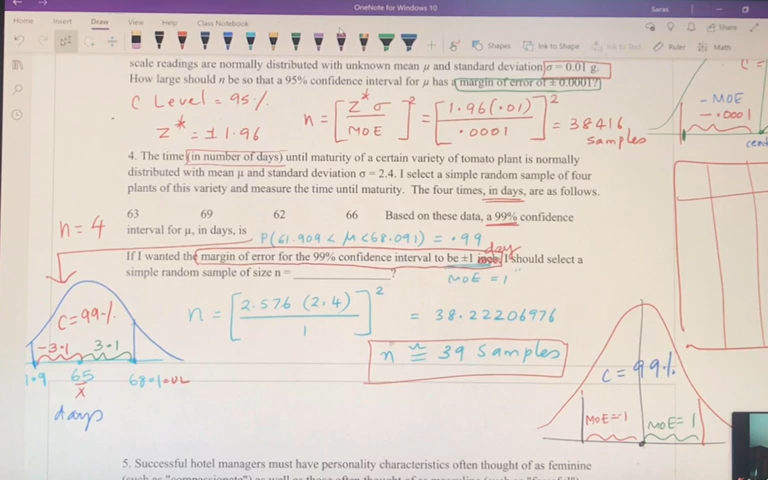 OneNote for Windows 10
Saras
Home Insert Draw View Help Class Notebook
Share
Shapes Ink to Shape Ink to Text Ruler Math
scale readings are normally distributed with unknown mean μ and standard deviation σ = 0.01 g.
How large should n be so that a 95% confidence interval for μ has a margin of error of ± 0.0001?
C Level = 95%
Z* = ±1.96
n = [Z* σ / MOE]² = [1.96(.01) / .0001]² = 38416 samples
- MOE
- .0001
4. The time (in number of days) until maturity of a certain variety of tomato plant is normally
distributed with mean μ and standard deviation σ = 2.4. I select a simple random sample of four
plants of this variety and measure the time until maturity. The four times, in days, are as follows.
n = 4
63 69 62 66 Based on these data, a 99% confidence
interval for μ, in days, is P(61.909 < μ < 68.091) = .99
day
If I wanted the margin of error for the 99% confidence interval to be ±1 inch, I should select a
simple random sample of size n = ____________?
MOE = 1
C = 99%
n = [2.576 (2.4) / 1]² = 38.22206976
n ≅ 39 samples
-3.1 3.1
65
x̄
days
C = 99%
MOE=-1 MOE= 1
5. Successful hotel managers must have personality characteristics often thought of as feminine